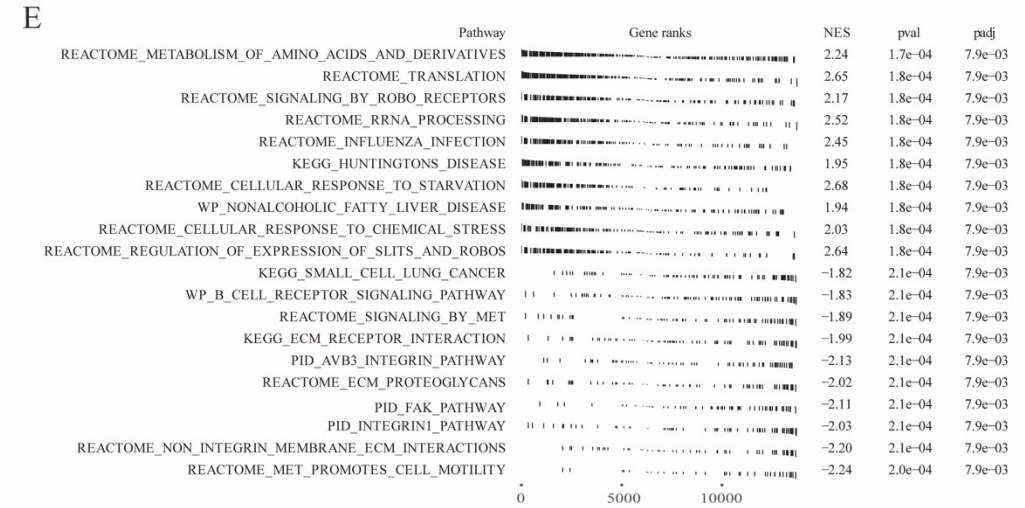 E
Pathway Gene ranks NES pval padj
REACTOME_METABOLISM_OF_AMINO_ACIDS_AND_DERIVATIVES 2.24 1.7e−04 7.9e−03
REACTOME_TRANSLATION 2.65 1.8e−04 7.9e−03
REACTOME_SIGNALING_BY_ROBO_RECEPTORS 2.17 1.8e−04 7.9e−03
REACTOME_RRNA_PROCESSING 2.52 1.8e−04 7.9e−03
REACTOME_INFLUENZA_INFECTION 2.45 1.8e−04 7.9e−03
KEGG_HUNTINGTONS_DISEASE 1.95 1.8e−04 7.9e−03
REACTOME_CELLULAR_RESPONSE_TO_STARVATION 2.68 1.8e−04 7.9e−03
WP_NONALCOHOLIC_FATTY_LIVER_DISEASE 1.94 1.8e−04 7.9e−03
REACTOME_CELLULAR_RESPONSE_TO_CHEMICAL_STRESS 2.03 1.8e−04 7.9e−03
REACTOME_REGULATION_OF_EXPRESSION_OF_SLITS_AND_ROBOS 2.64 1.8e−04 7.9e−03
KEGG_SMALL_CELL_LUNG_CANCER −1.82 2.1e−04 7.9e−03
WP_B_CELL_RECEPTOR_SIGNALING_PATHWAY −1.83 2.1e−04 7.9e−03
REACTOME_SIGNALING_BY_MET −1.89 2.1e−04 7.9e−03
KEGG_ECM_RECEPTOR_INTERACTION −1.99 2.1e−04 7.9e−03
PID_AVB3_INTEGRIN_PATHWAY −2.13 2.1e−04 7.9e−03
REACTOME_ECM_PROTEOGLYCANS −2.02 2.1e−04 7.9e−03
PID_FAK_PATHWAY −2.11 2.1e−04 7.9e−03
PID_INTEGRIN1_PATHWAY −2.03 2.1e−04 7.9e−03
REACTOME_NON_INTEGRIN_MEMBRANE_ECM_INTERACTIONS −2.20 2.1e−04 7.9e−03
REACTOME_MET_PROMOTES_CELL_MOTILITY −2.24 2.0e−04 7.9e−03
0 5000 10000